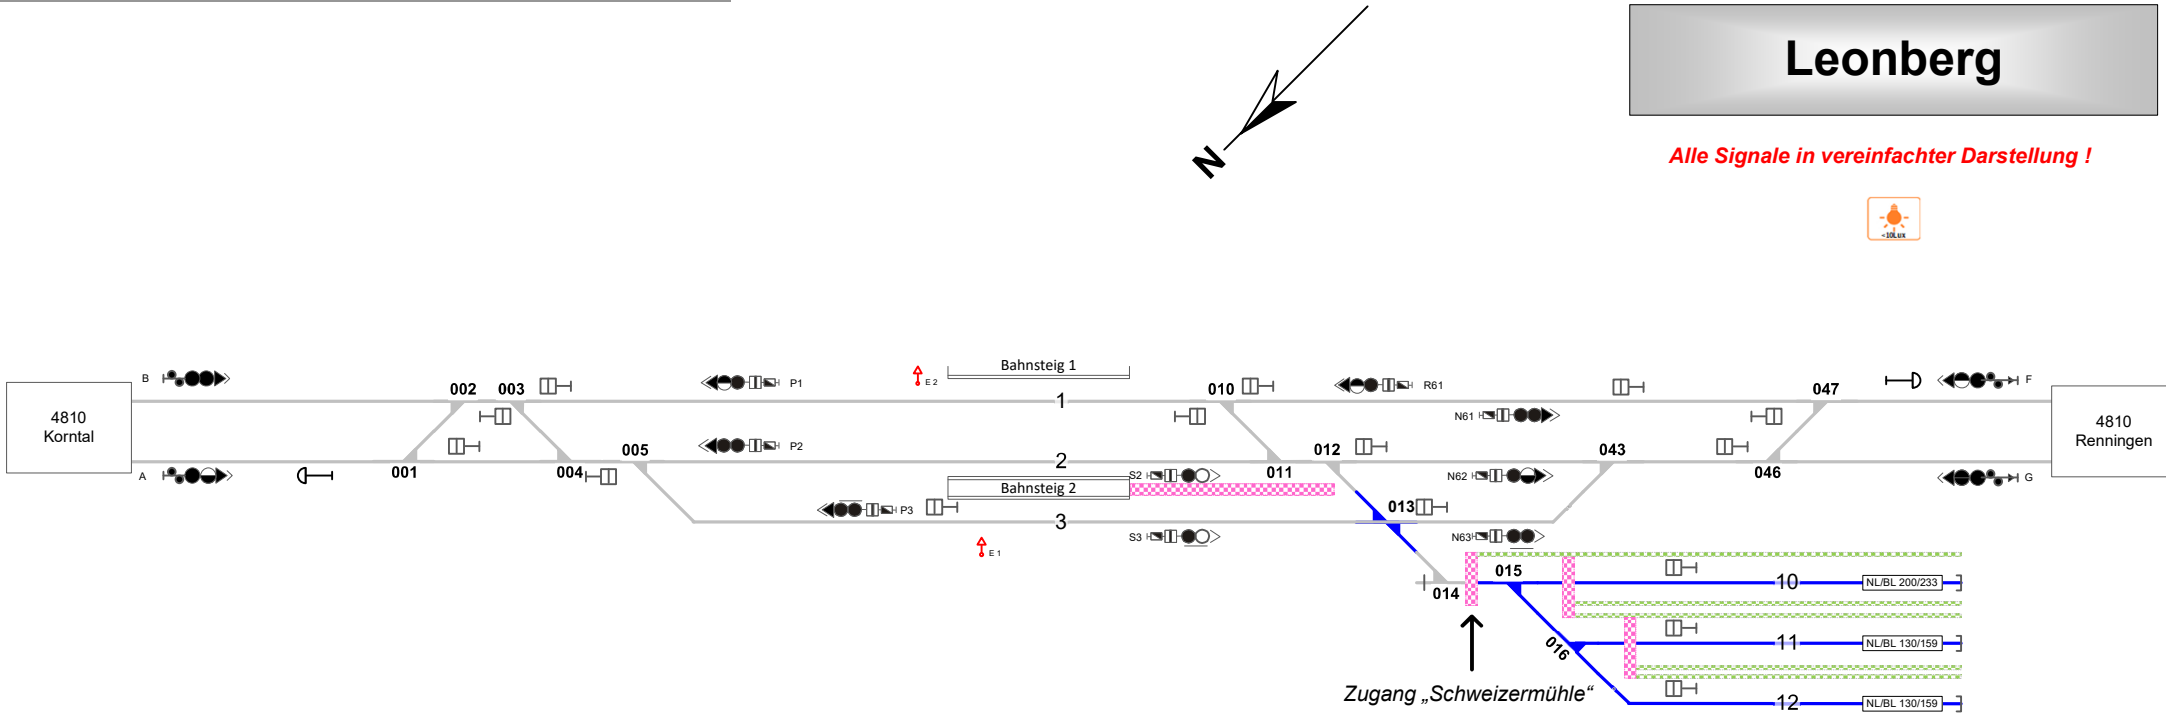 Leonberg
Alle Signale in vereinfachter Darstellung !
<10Lux
N
B
002
003
P1
E 2
Bahnsteig 1
010
R61
047
F
4810
Korntal
1
N61
4810
Renningen
P2
005
012
043
A
001
004
2
S2
011
N62
046
G
Bahnsteig 2
P3
013
3
S3
N63
E 1
015
10
NL/BL 200/233
014
016
11
NL/BL 130/159
Zugang „Schweizermühle“
12
NL/BL 130/159